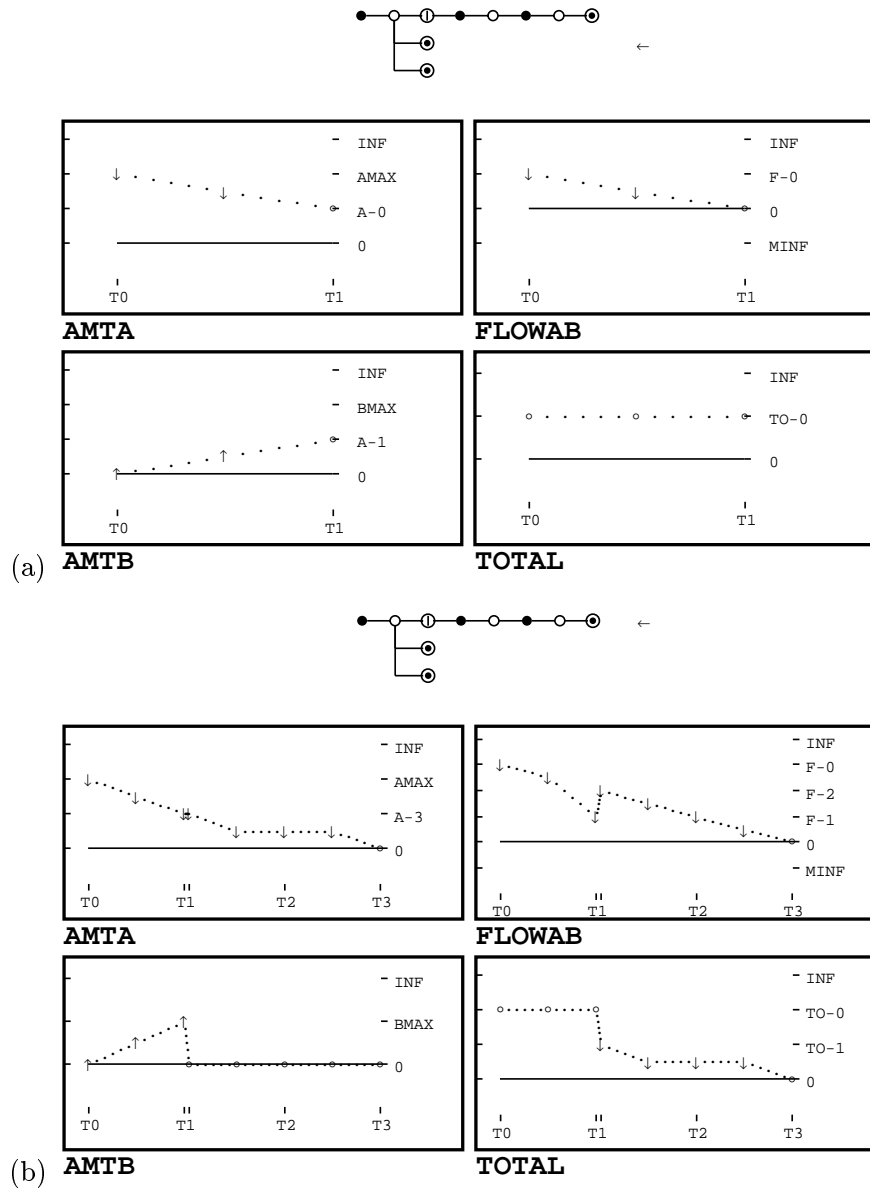 INF
AMAX
A-0
0
T0 T1
AMTA
INF
F-0
0
MINF
T0 T1
FLOWAB
INF
BMAX
A-1
0
T0 T1
AMTB
INF
TO-0
0
T0 T1
TOTAL
(a)
INF
AMAX
A-3
0
T0 T1 T2 T3
AMTA
INF
F-0
F-2
F-1
0
MINF
T0 T1 T2 T3
FLOWAB
INF
BMAX
0
T0 T1 T2 T3
AMTB
INF
TO-0
TO-1
0
T0 T1 T2 T3
TOTAL
(b)